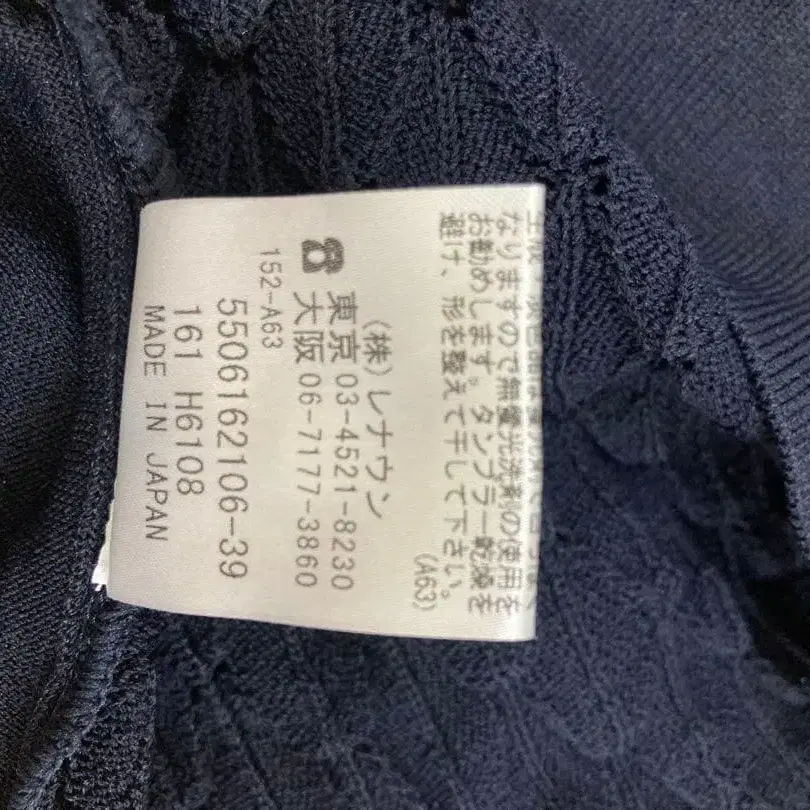 なりますので無蛍光洗剤の使用を
お勧めします。タンブラー乾燥を
避け、形を整えて干して下さい。
(A63)
(株)レナウン
東京 03-4521-8230
大阪 06-7177-3860
152-A63
5506162106-39
161 H6108
MADE IN JAPAN